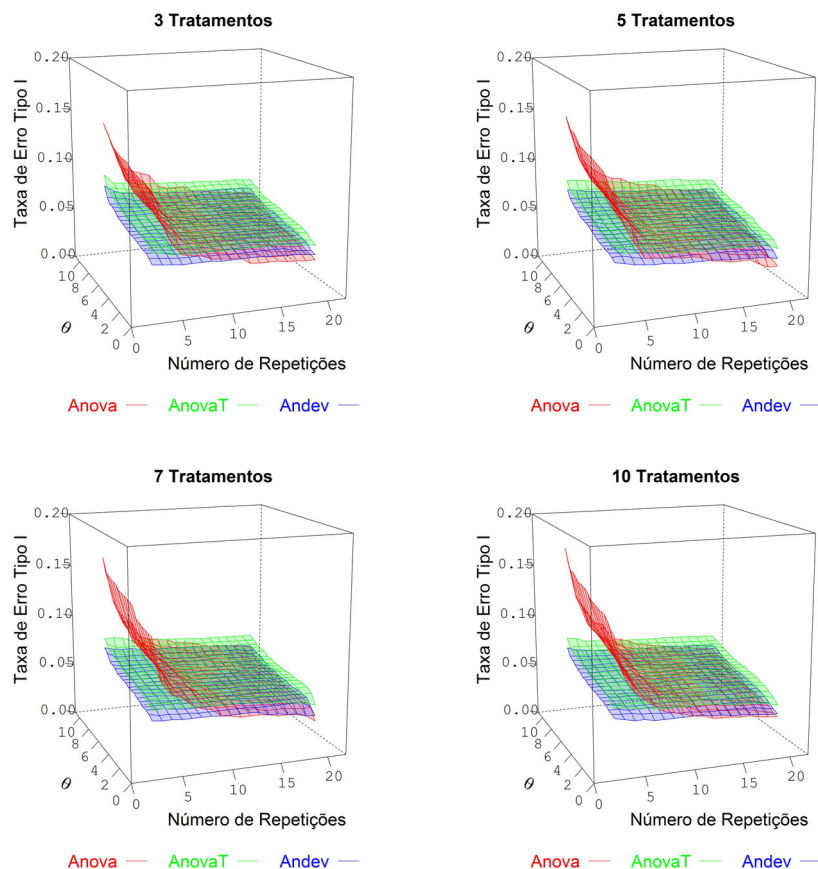 3 Tratamentos
5 Tratamentos
Taxa de Erro Tipo I
0.20
0.15
0.10
0.05
0.00
10
8
6
4
2
0
θ
0
5
10
15
20
Número de Repetições
Anova
AnovaT
Andev
Taxa de Erro Tipo I
0.20
0.15
0.10
0.05
0.00
10
8
6
4
2
0
θ
0
5
10
15
20
Número de Repetições
Anova
AnovaT
Andev
7 Tratamentos
10 Tratamentos
Taxa de Erro Tipo I
0.20
0.15
0.10
0.05
0.00
10
8
6
4
2
0
θ
0
5
10
15
20
Número de Repetições
Anova
AnovaT
Andev
Taxa de Erro Tipo I
0.20
0.15
0.10
0.05
0.00
10
8
6
4
2
0
θ
0
5
10
15
20
Número de Repetições
Anova
AnovaT
Andev